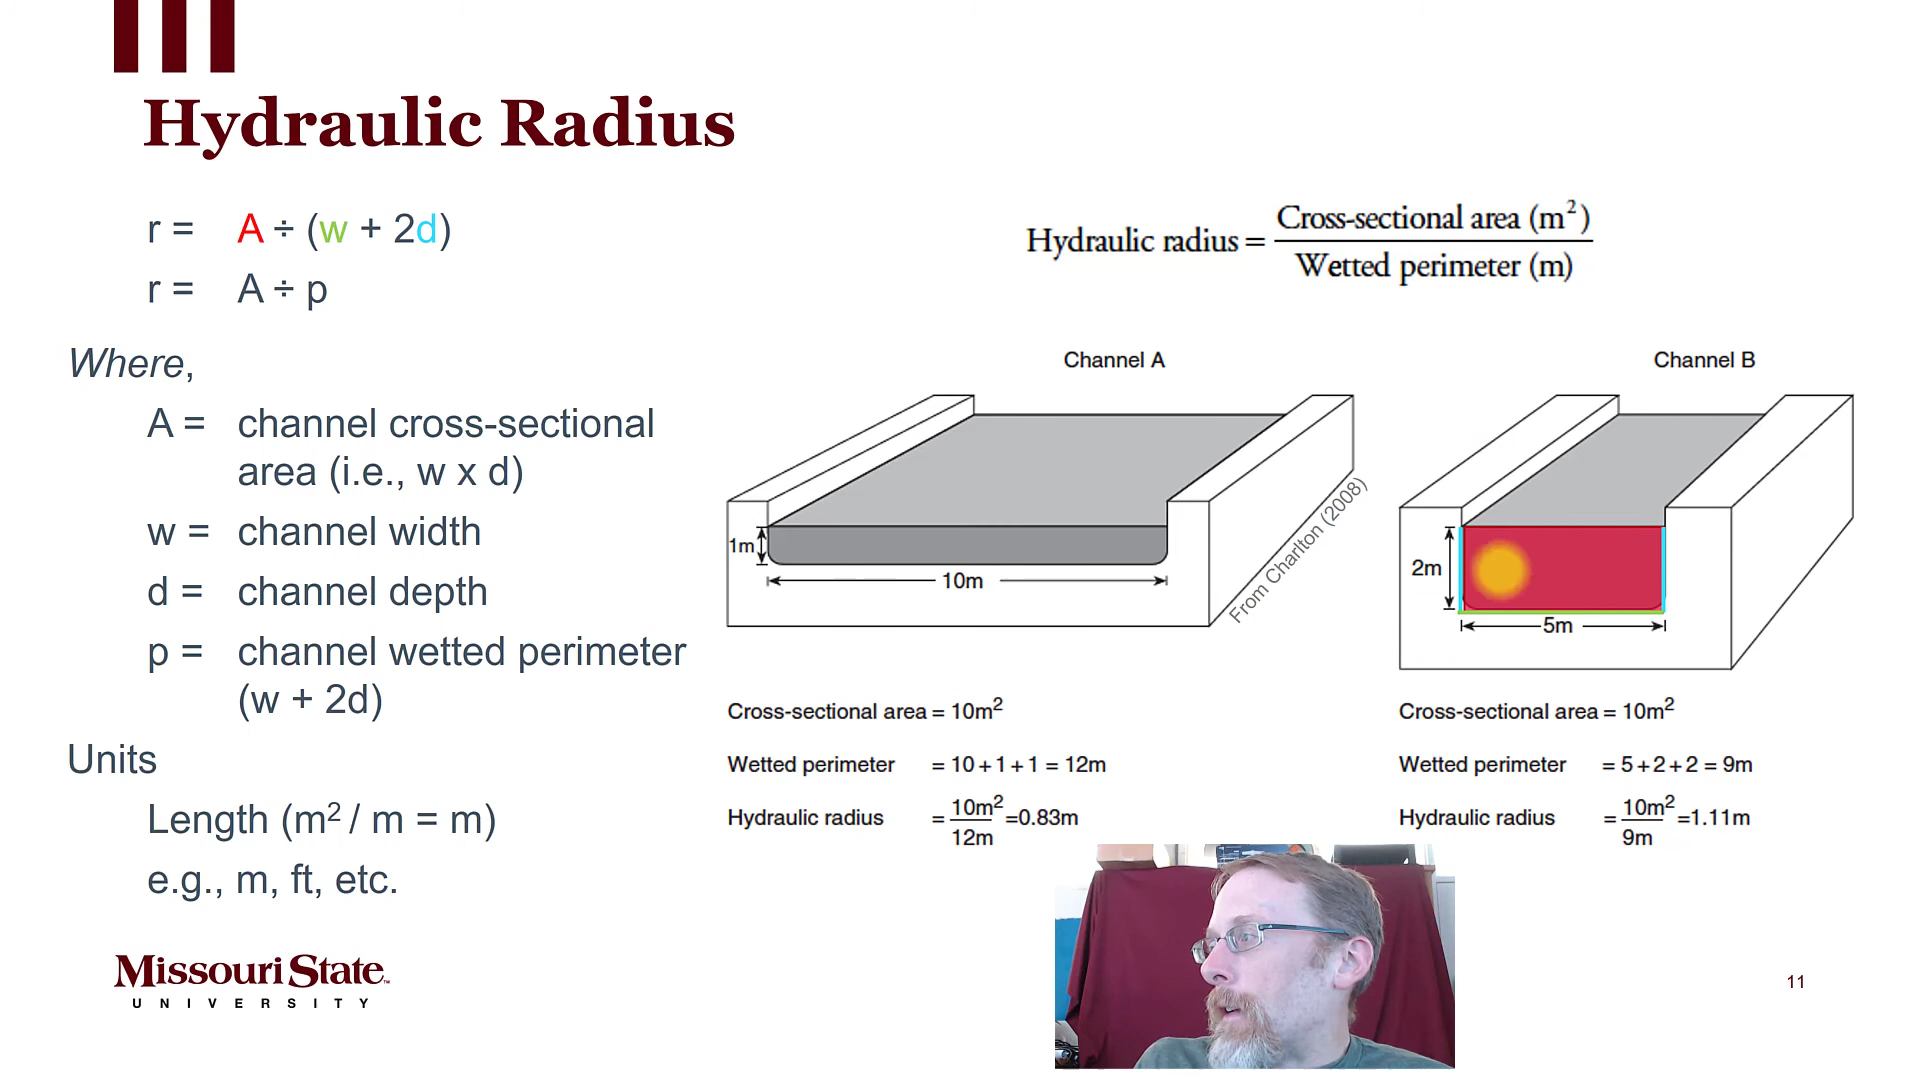 Hydraulic Radius
r = A ÷ (w + 2d)
r = A ÷ p
Where,
A = channel cross-sectional
area (i.e., w x d)
w = channel width
d = channel depth
p = channel wetted perimeter
(w + 2d)
Units
Length (m² / m = m)
e.g., m, ft, etc.
Missouri State™
UNIVERSITY
Hydraulic radius = Cross-sectional area (m²)
Wetted perimeter (m)
Channel A
1m
10m
From Charlton (2008)
Cross-sectional area = 10m²
Wetted perimeter = 10 + 1 + 1 = 12m
Hydraulic radius = 10m² =0.83m
12m
Channel B
2m
5m
Cross-sectional area = 10m²
Wetted perimeter = 5 + 2 + 2 = 9m
Hydraulic radius = 10m² =1.11m
9m
11